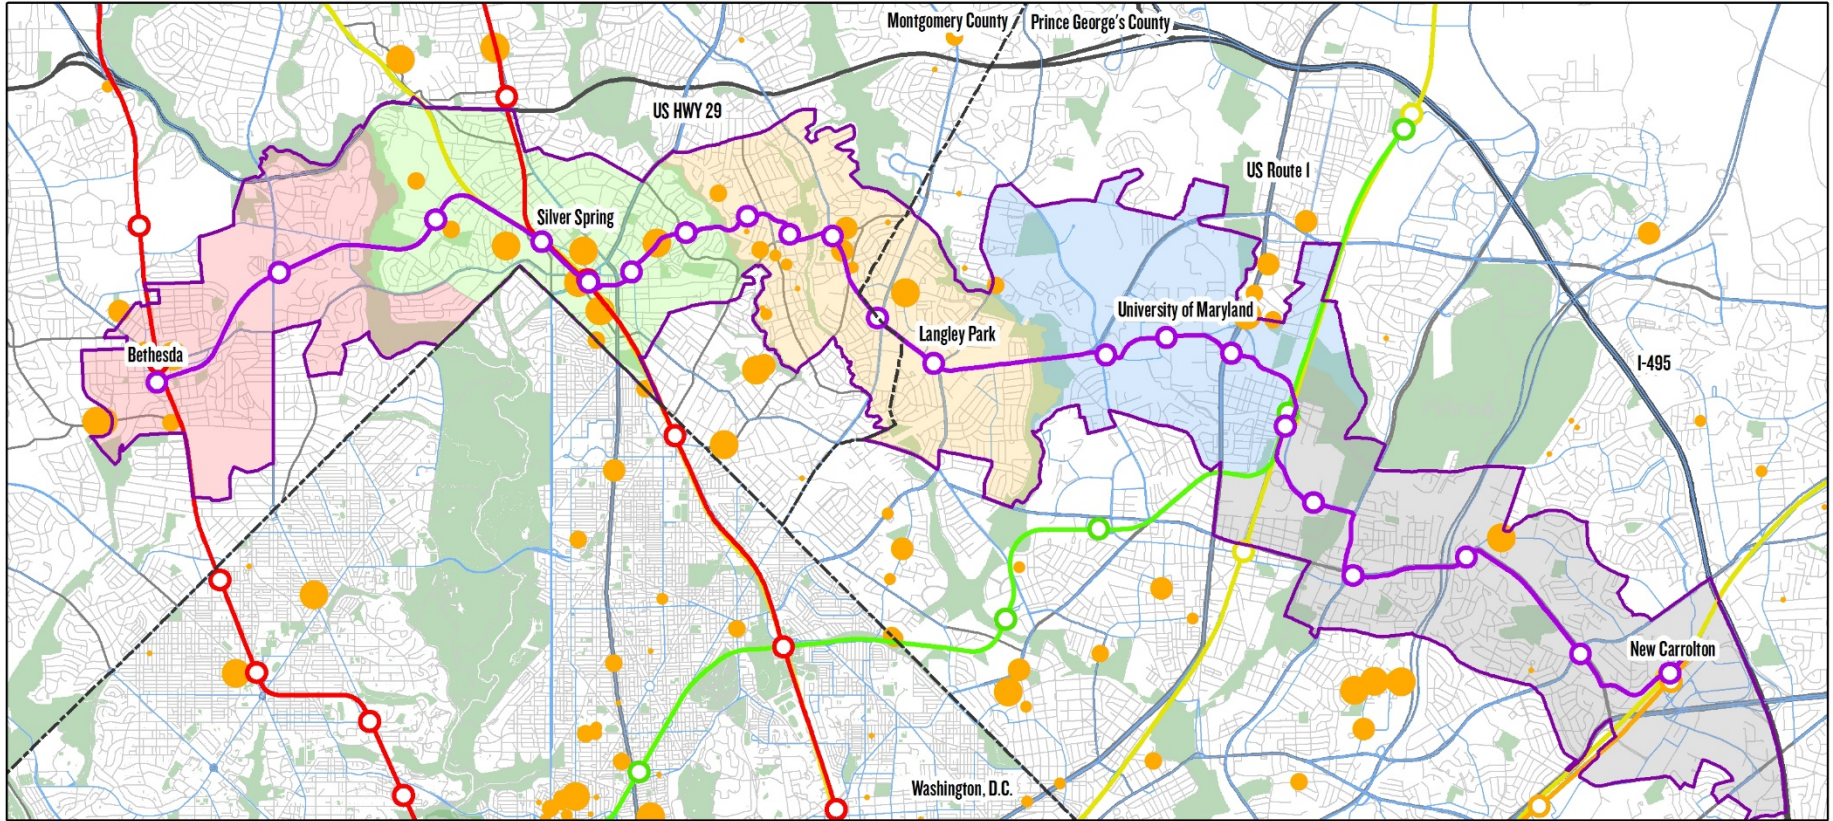 Montgomery County
Prince George's County
US HWY 29
US Route 1
Silver Spring
University of Maryland
Langley Park
Bethesda
I-495
New Carrolton
Washington, D.C.